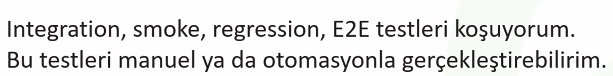 Integration, smoke, regression, E2E testleri koşuyorum.
Bu testleri manuel ya da otomasyonla gerçekleştirebilirim.